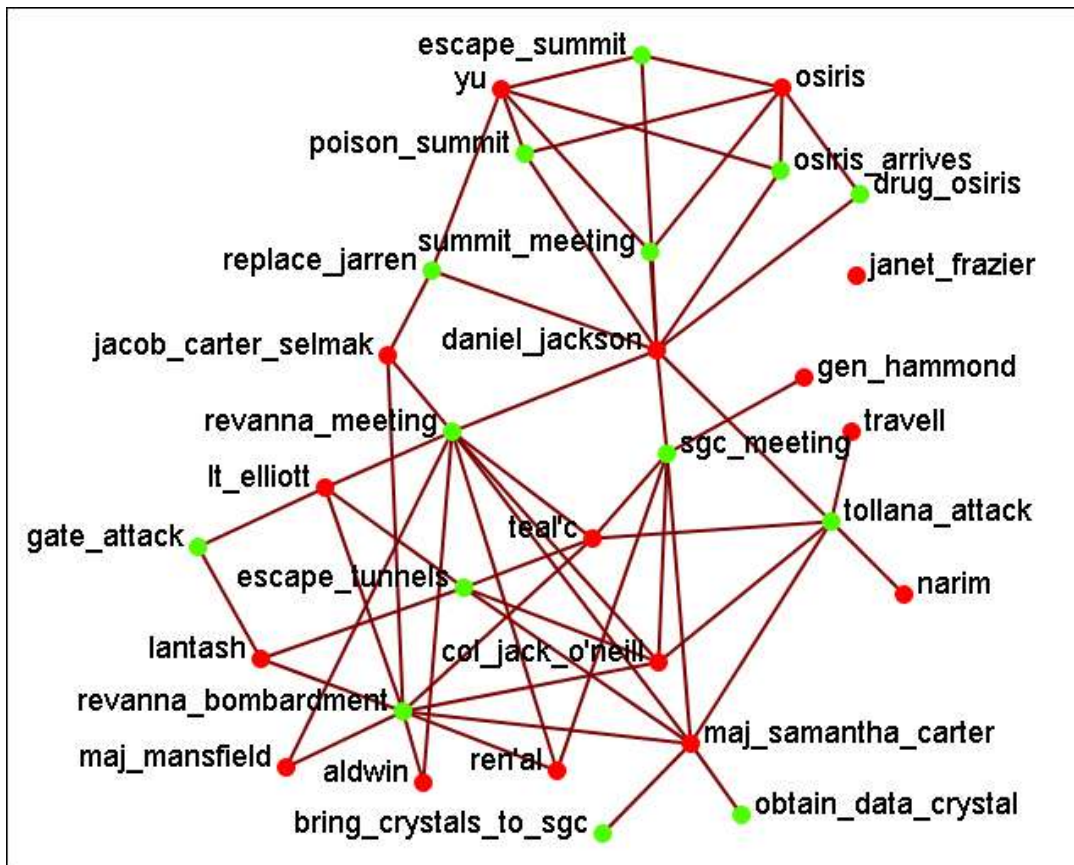 escape_summit
yu
osiris
poison_summit
osiris_arrives
drug_osiris
summit_meeting
replace_jarren
janet_frazier
jacob_carter_selmak
daniel_jackson
gen_hammond
revanna_meeting
travell
sgc_meeting
lt_elliott
gate_attack
teal'c
tollana_attack
escape_tunnels
narim
lantash
col_jack_o'neill
revanna_bombardment
maj_samantha_carter
maj_mansfield
aldwin
ren'al
obtain_data_crystal
bring_crystals_to_sgc